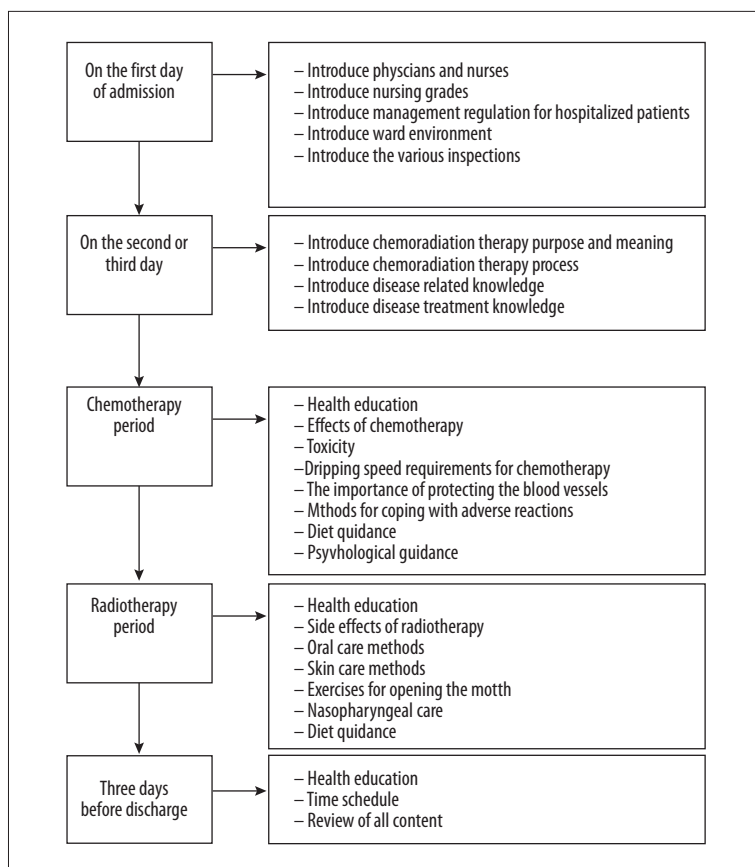 On the first day
of admission
– Introduce physcians and nurses
– Introduce nursing grades
– Introduce management regulation for hospitalized patients
– Introduce ward environment
– Introduce the various inspections
On the second or
third day
– Introduce chemoradiation therapy purpose and meaning
– Introduce chemoradiation therapy process
– Introduce disease related knowledge
– Introduce disease treatment knowledge
Chemotherapy
period
– Health education
– Effects of chemotherapy
– Toxicity
–Dripping speed requirements for chemotherapy
– The importance of protecting the blood vessels
– Mthods for coping with adverse reactions
– Diet quidance
– Psyvhological guidance
Radiotherapy
period
– Health education
– Side effects of radiotherapy
– Oral care methods
– Skin care methods
– Exercises for opening the motth
– Nasopharyngeal care
– Diet quidance
Three days
before discharge
– Health education
– Time schedule
– Review of all content